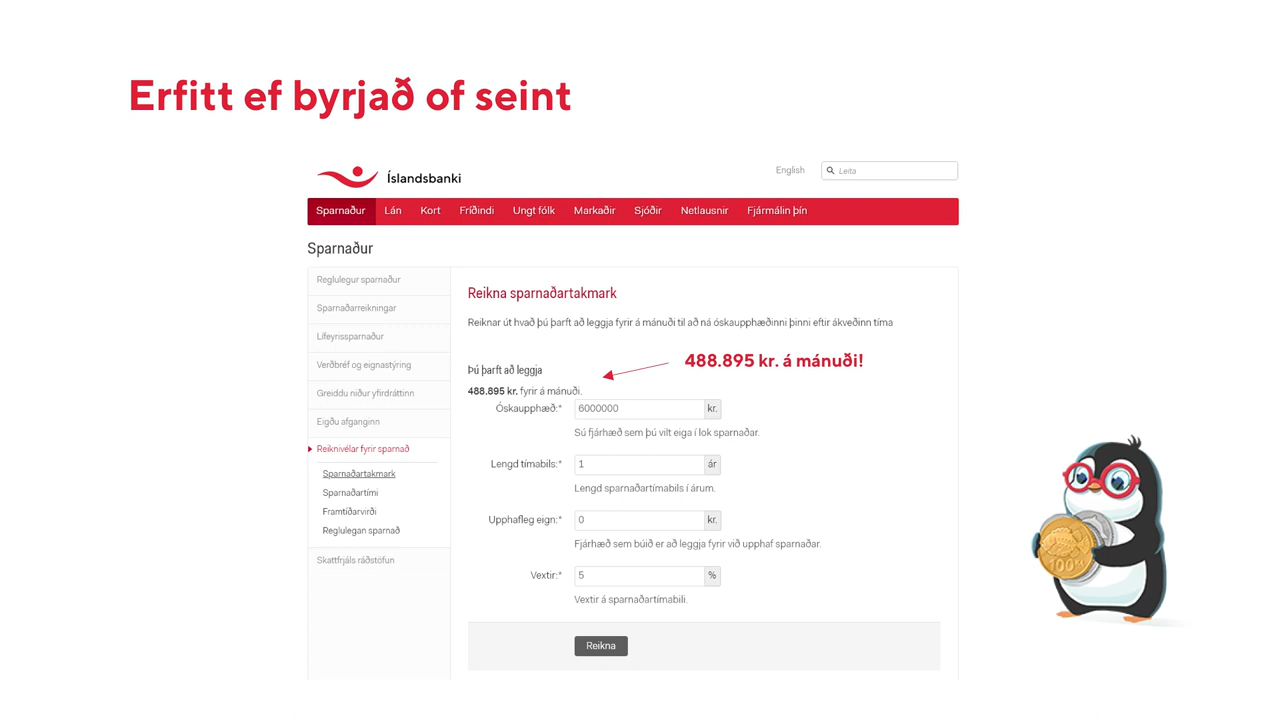 Erfitt ef byrjað of seint
Íslandsbanki
English
Leita
Sparnaður Lán Kort Fríðindi Ungt fólk Markaðir Sjóðir Netlausnir Fjármálin þín
Sparnaður
Reglulegur sparnaður
Sparnaðarreikningar
Lífeyrissparnaður
Verðbréf og eignastýring
Greiddu niður yfirdráttinn
Eigðu afganginn
Reiknivélar fyrir sparnað
Sparnaðartakmark
Sparnaðartími
Framtíðarvirði
Reglulegan sparnað
Skattfrjáls ráðstöfun
Reikna sparnaðartakmark
Reiknar út hvað þú þarft að leggja fyrir á mánuði til að ná óskaupphæðinni þinni eftir ákveðinn tíma
488.895 kr. á mánuði!
Þú þarft að leggja
488.895 kr. fyrir á mánuði.
Óskaupphæð:* 6000000 kr.
Sú fjárhæð sem þú vilt eiga í lok sparnaðar.
Lengd tímabils:* 1 ár
Lengd sparnaðartímabils í árum.
Upphafleg eign:* 0 kr.
Fjárhæð sem búið er að leggja fyrir við upphaf sparnaðar.
Vextir:* 5 %
Vextir á sparnaðartímabili.
Reikna
100